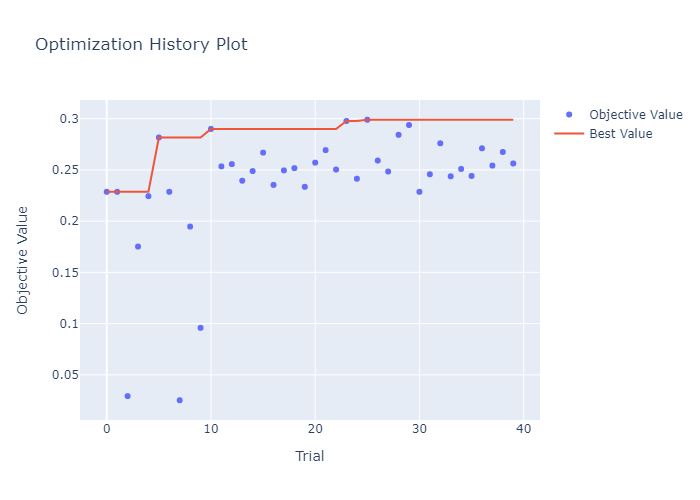 Optimization History Plot
Objective Value
Best Value
0.3
0.25
0.2
0.15
0.1
0.05
Objective Value
0
10
20
30
40
Trial